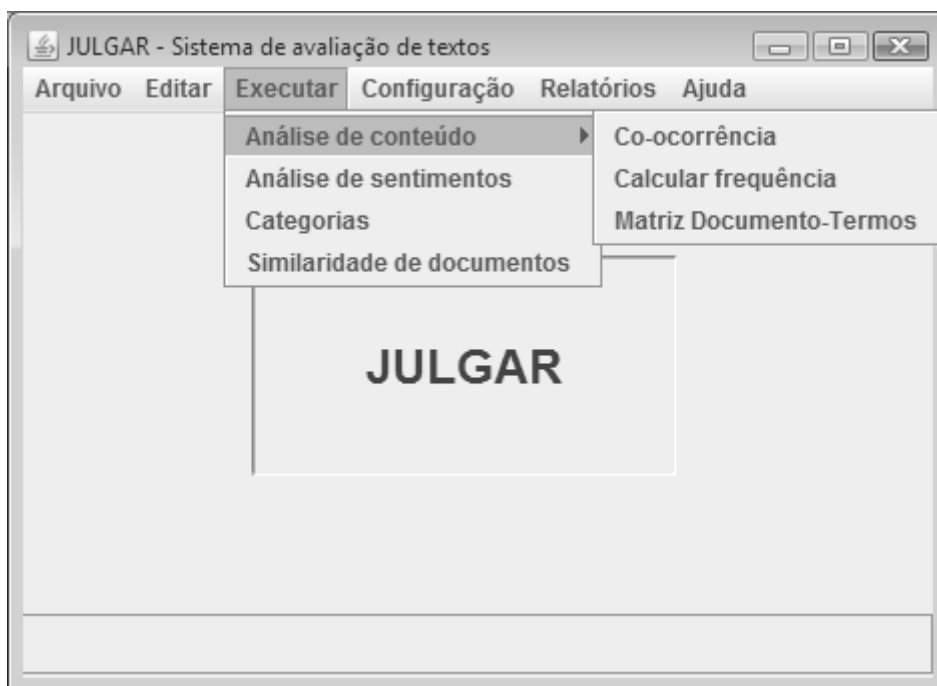 JULGAR - Sistema de avaliação de textos
Arquivo Editar Executar Configuração Relatórios Ajuda
Análise de conteúdo
Análise de sentimentos
Categorias
Similaridade de documentos
Co-ocorrência
Calcular frequência
Matriz Documento-Termos
JULGAR